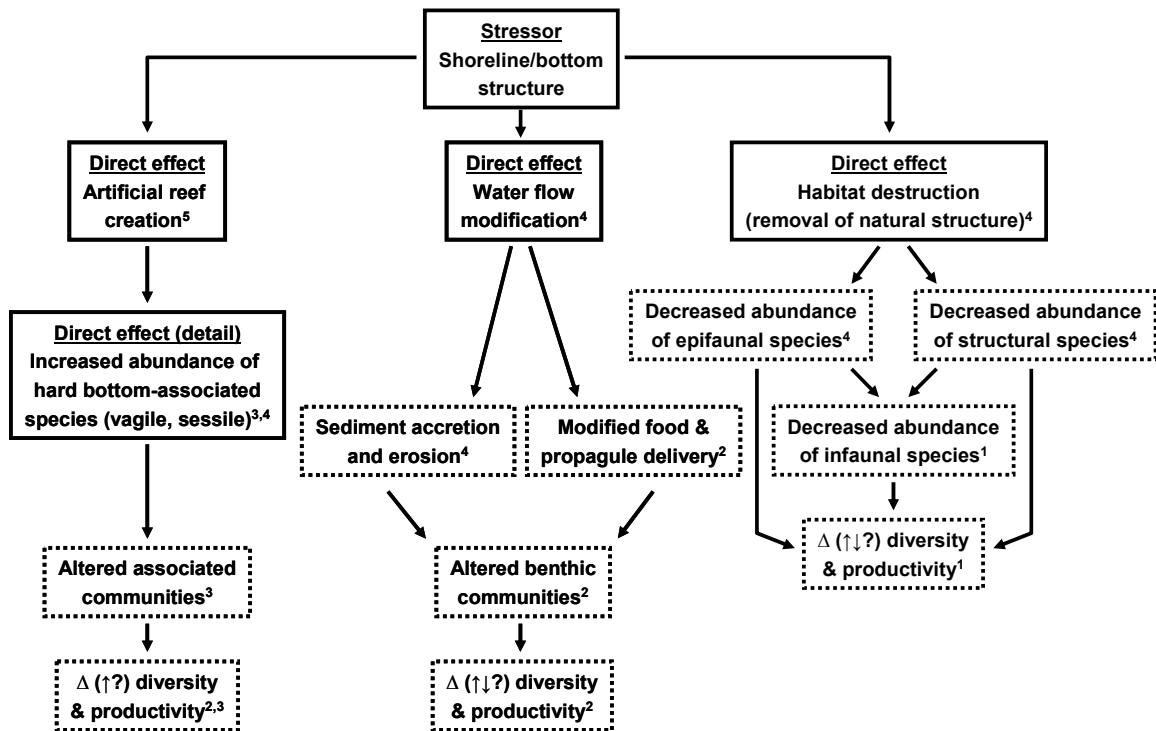 Stressor
Shoreline/bottom
structure
Direct effect
Artificial reef
creation⁵
Direct effect
Water flow
modification⁴
Direct effect
Habitat destruction
(removal of natural structure)⁴
Decreased abundance
of epifaunal species⁴
Decreased abundance
of structural species⁴
Direct effect (detail)
Increased abundance of
hard bottom-associated
species (vagile, sessile)³,⁴
Sediment accretion
and erosion⁴
Modified food &
propagule delivery²
Decreased abundance
of infaunal species¹
Δ (↑↓?) diversity
& productivity¹
Altered associated
communities³
Altered benthic
communities²
Δ (↑?) diversity
& productivity²,³
Δ (↑↓?) diversity
& productivity²